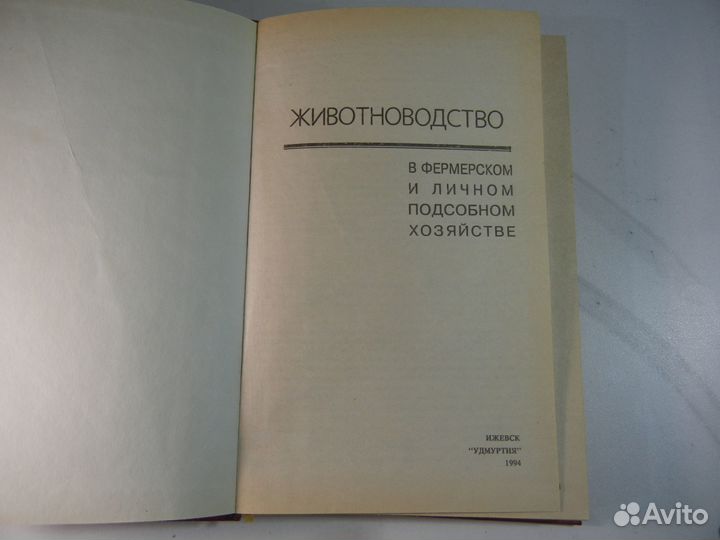 ЖИВОТНОВОДСТВО
В ФЕРМЕРСКОМ
И ЛИЧНОМ
ПОДСОБНОМ
ХОЗЯЙСТВЕ
ИЖЕВСК
"УДМУРТИЯ"
1994
Avito